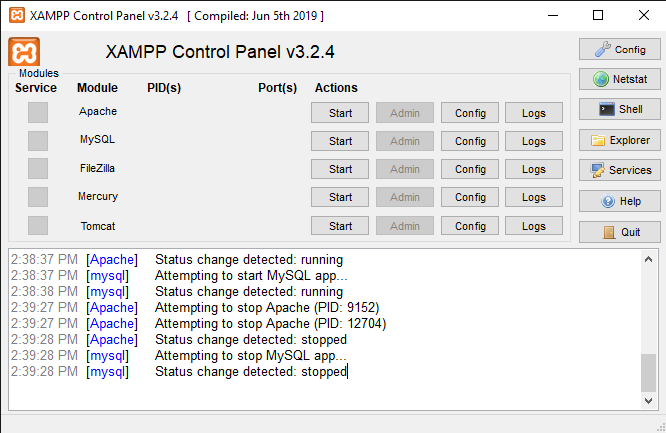 XAMPP Control Panel v3.2.4 [ Compiled: Jun 5th 2019 ]
XAMPP Control Panel v3.2.4
Config
Modules
Netstat
Service Module PID(s) Port(s) Actions
Apache Start Admin Config Logs
Shell
MySQL Start Admin Config Logs
Explorer
FileZilla Start Admin Config Logs
Services
Mercury Start Admin Config Logs
Help
Tomcat Start Admin Config Logs
Quit
2:38:37 PM [Apache] Status change detected: running
2:38:37 PM [mysql] Attempting to start MySQL app...
2:38:38 PM [mysql] Status change detected: running
2:39:27 PM [Apache] Attempting to stop Apache (PID: 9152)
2:39:27 PM [Apache] Attempting to stop Apache (PID: 12704)
2:39:28 PM [Apache] Status change detected: stopped
2:39:28 PM [mysql] Attempting to stop MySQL app...
2:39:28 PM [mysql] Status change detected: stopped